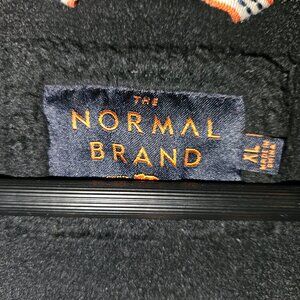 THE
NORMAL
BRAND
XL